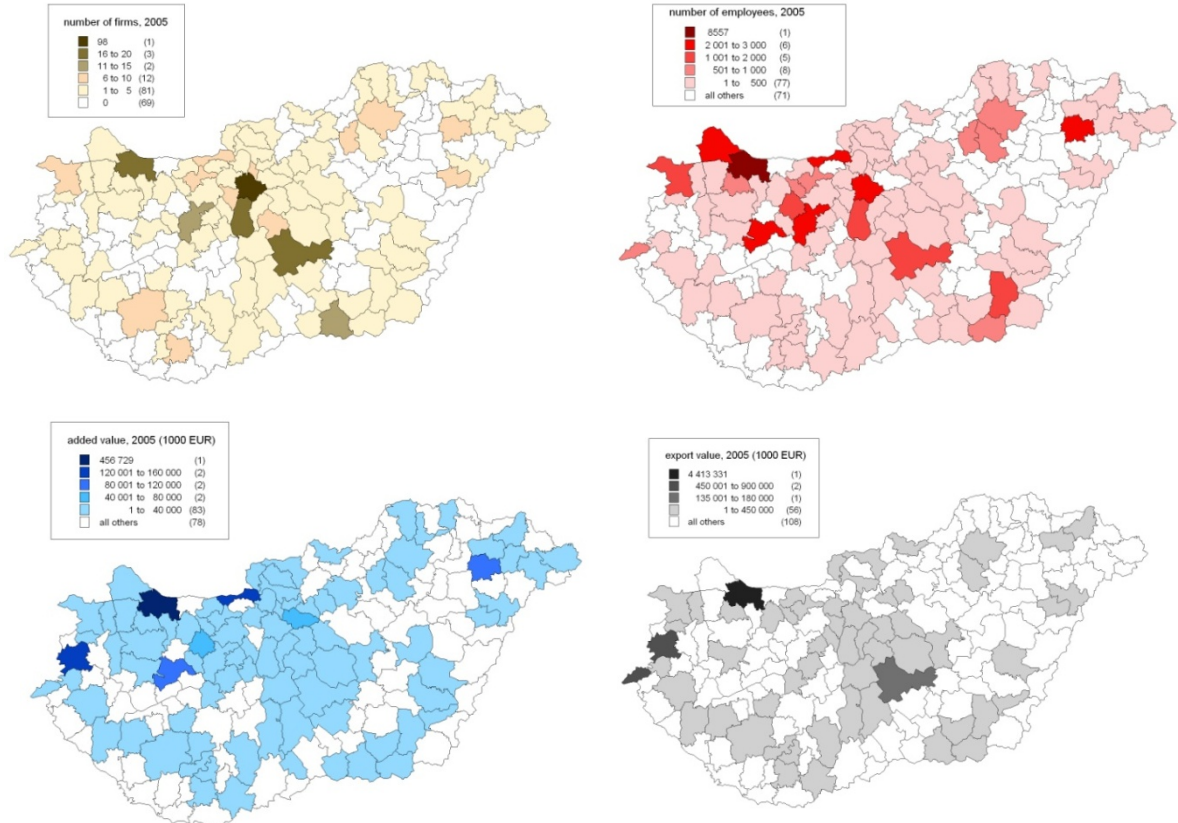 number of firms, 2005
98 (1)
16 to 20 (3)
11 to 15 (2)
6 to 10 (12)
1 to 5 (81)
0 (69)
number of employees, 2005
8557 (1)
2 001 to 3 000 (6)
1 001 to 2 000 (5)
501 to 1 000 (8)
1 to 500 (77)
all others (71)
added value, 2005 (1000 EUR)
456 729 (1)
120 001 to 160 000 (2)
80 001 to 120 000 (2)
40 001 to 80 000 (2)
1 to 40 000 (83)
all others (78)
export value, 2005 (1000 EUR)
4 413 331 (1)
450 001 to 900 000 (2)
135 001 to 180 000 (1)
1 to 450 000 (56)
all others (108)